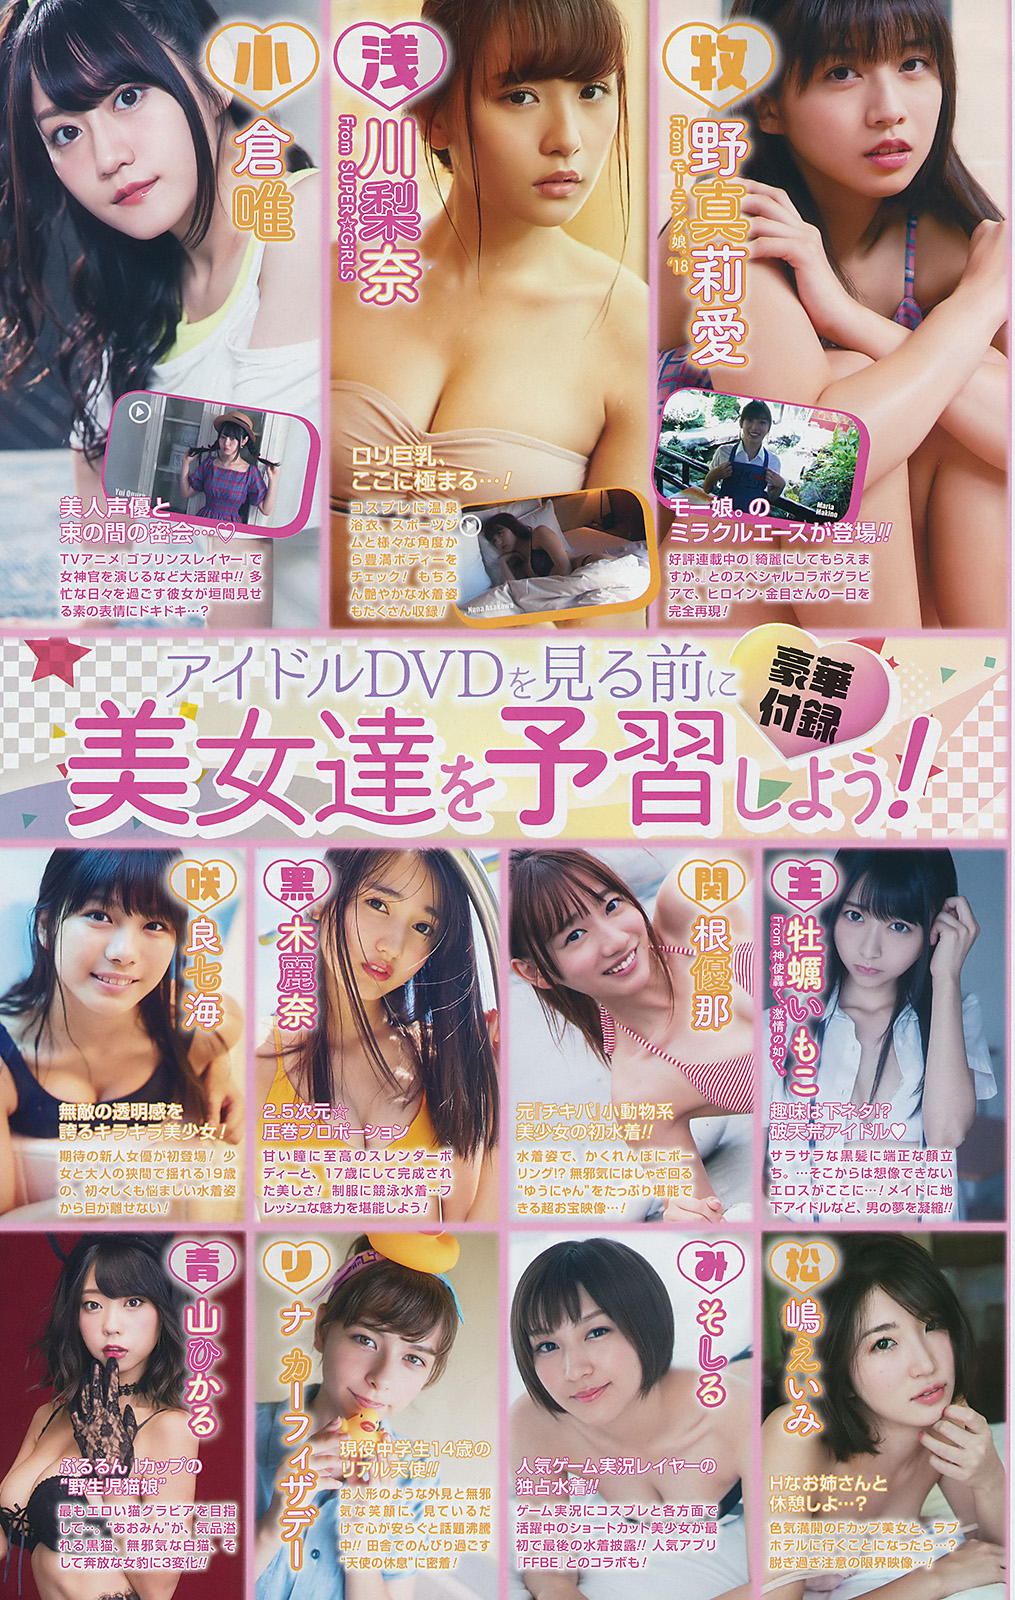 小倉唯
美人声優と
束の間の密会…♡
TVアニメ『ゴブリンスレイヤー』で
女神官を演じるなど大活躍中!! 多
忙な日々を過ごす彼女が垣間見せ
る素の表情にドキドキ…?
浅川梨奈
From SUPER☆GiRLS
ロリ巨乳、
ここに極まる…!
コスプレに温泉
浴衣、スポーツジ
ムと様々な角度か
ら豊満ボディーを
チェック! もちろ
ん艶やかな水着姿
もたくさん収録!
Nana Asakawa
牧野真莉愛
From モーニング娘。'18
Maria
Makino
モー娘。の
ミラクルエースが登場!!
好評連載中の『綺麗にしてもらえま
すか。』とのスペシャルコラボグラビ
アで、ヒロイン・金目さんの一日を
完全再現!
アイドルDVDを見る前に
豪華
付録
美女達を予習しよう!
咲良七海
無敵の透明感を
誇るキラキラ美少女!
期待の新人女優が初登場! 少
女と大人の狭間で揺れる19歳
の、初々しくも悩ましい水着姿
から目が離せない!
黒木麗奈
2.5次元☆
圧巻プロポーション
甘い瞳に至高のスレンダーボ
ディーと、17歳にして完成され
た美しさ! 制服に競泳水着…フ
レッシュな魅力を堪能しよう!
関根優那
元『チキパ』小動物系
美少女の初水着!!
水着姿で、かくれんぼにボー
リング!? 無邪気にはしゃぎ回る
“ゆうにゃん”をたっぷり堪能で
きる超お宝映像…!
生牡蠣いもこ
From 神使轟く、激情の如く。
趣味は下ネタ!?
破天荒アイドル♥
サラサラな黒髪に端正な顔立
ち。…そこからは想像できない
エロスがここに…! メイドに地
下アイドルなど、男の夢を凝縮!!
青山ひかる
ぷるるん Iカップの
“野生児猫娘”
最もエロい猫グラビアを目指
して…。“あおみん”が、気品溢
れる黒猫、無邪気な白猫、そ
して奔放な女豹に3変化!!
リナ カーフィザデー
現役中学生14歳の
リアル天使!!
お人形のような外見と無邪
気な笑顔に、見ているだ
けで心が安らぐと話題沸騰
中!! 田舎でのんびり過ごす
“天使の休息”に密着!
みそしる
人気ゲーム実況レイヤーの
独占水着!!
ゲーム実況にコスプレと各方面で
活躍中のショートカット美少女が最
初で最後の水着披露!! 人気アプリ
『FFBE』とのコラボも!
松嶋えいみ
Hなお姉さんと
休憩しよ…?
色気満開のFカップ美女と、ラブ
ホテルに行くことになったら…?
脱ぎ過ぎ注意の限界映像…!